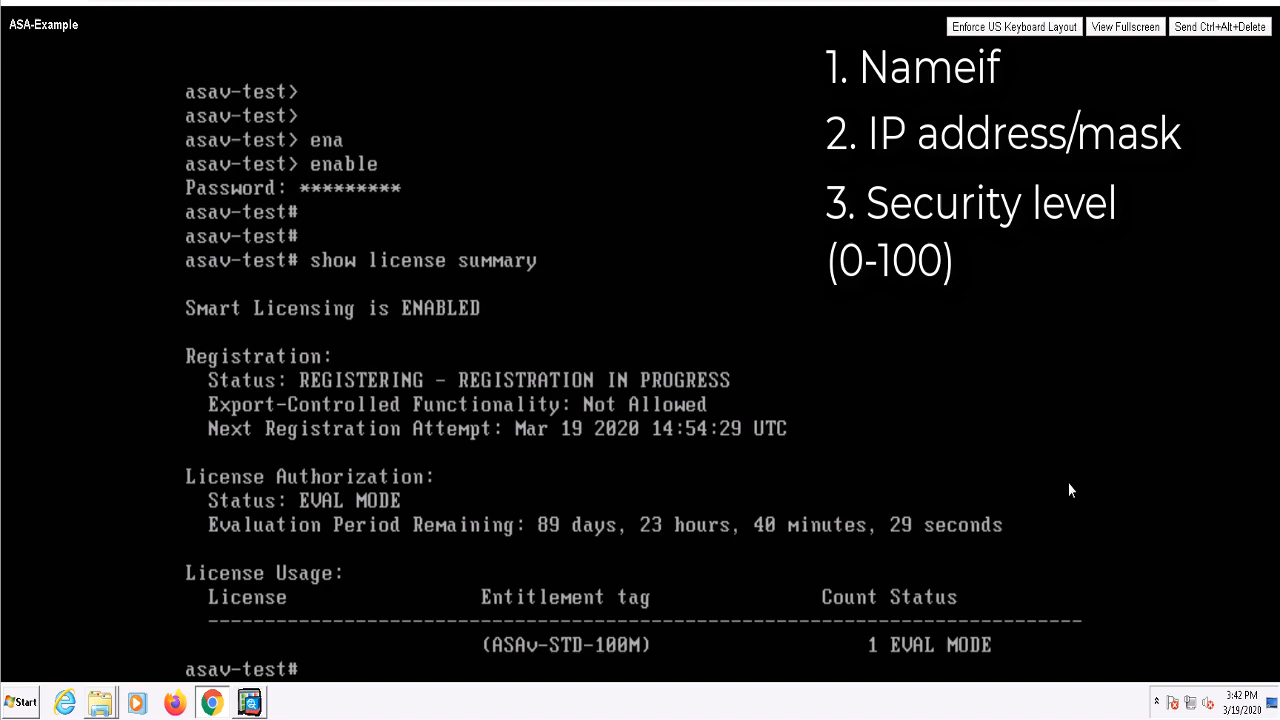 ASA-Example
Enforce US Keyboard Layout
View Fullscreen
Send Ctrl+Alt+Delete
1. Nameif
2. IP address/mask
3. Security level
(0-100)
asav-test>
asav-test>
asav-test> ena
asav-test> enable
Password: *********
asav-test#
asav-test#
asav-test# show license summary
Smart Licensing is ENABLED
Registration:
Status: REGISTERING - REGISTRATION IN PROGRESS
Export-Controlled Functionality: Not Allowed
Next Registration Attempt: Mar 19 2020 14:54:29 UTC
License Authorization:
Status: EVAL MODE
Evaluation Period Remaining: 89 days, 23 hours, 40 minutes, 29 seconds
License Usage:
License Entitlement tag Count Status
-------------------------------------------------------------------------------
(ASAv-STD-100M) 1 EVAL MODE
asav-test#
Start
3:42 PM
3/19/2020